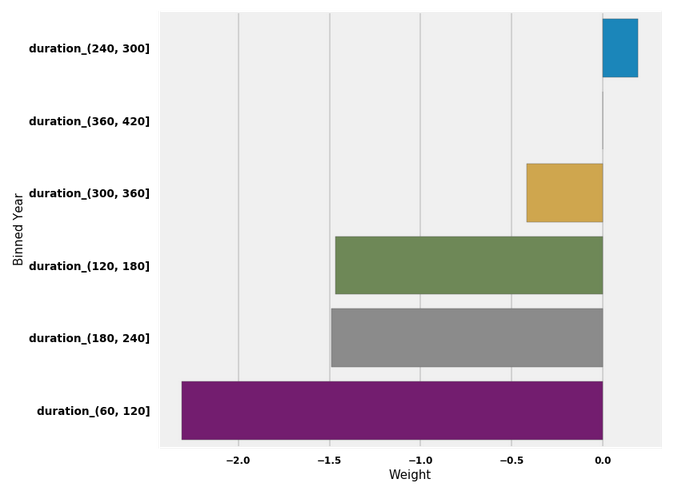 duration_(240, 300]
duration_(360, 420]
duration_(300, 360]
duration_(120, 180]
duration_(180, 240]
duration_(60, 120]
Binned Year
−2.0 −1.5 −1.0 −0.5 0.0
Weight